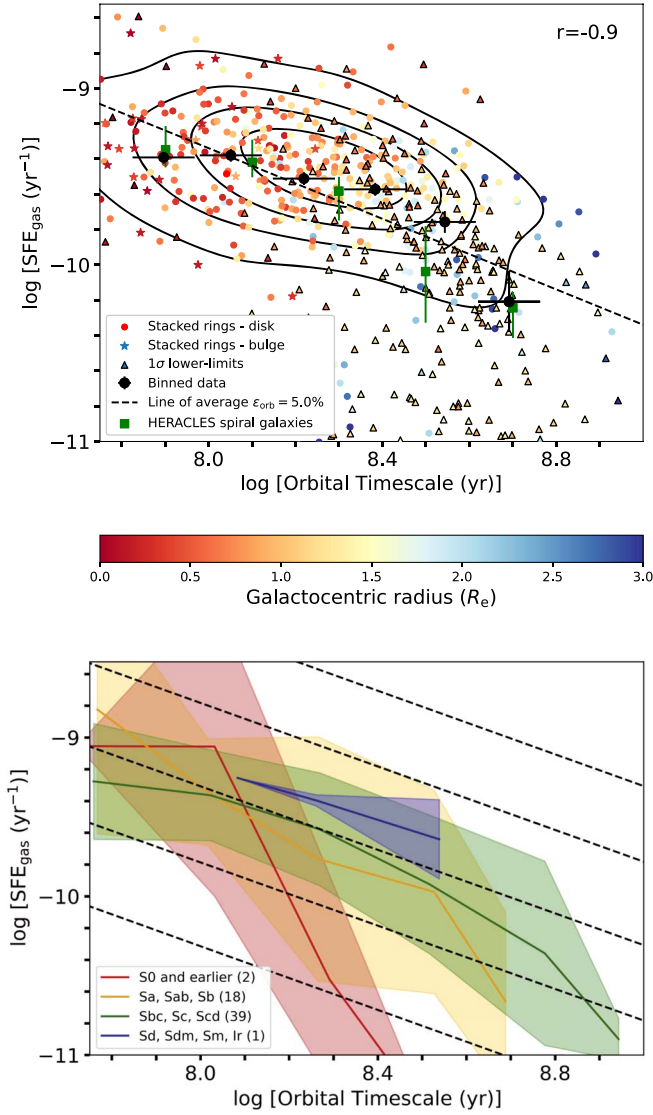 r=-0.9
−9
−10
−11
log [SFE_gas (yr⁻¹)]
Stacked rings - disk
Stacked rings - bulge
1σ lower-limits
Binned data
Line of average ε_orb = 5.0%
HERACLES spiral galaxies
8.0 8.4 8.8
log [Orbital Timescale (yr)]
0.0 0.5 1.0 1.5 2.0 2.5 3.0
Galactocentric radius (R_e)
−9
−10
−11
log [SFE_gas (yr⁻¹)]
S0 and earlier (2)
Sa, Sab, Sb (18)
Sbc, Sc, Scd (39)
Sd, Sdm, Sm, Ir (1)
8.0 8.4 8.8
log [Orbital Timescale (yr)]